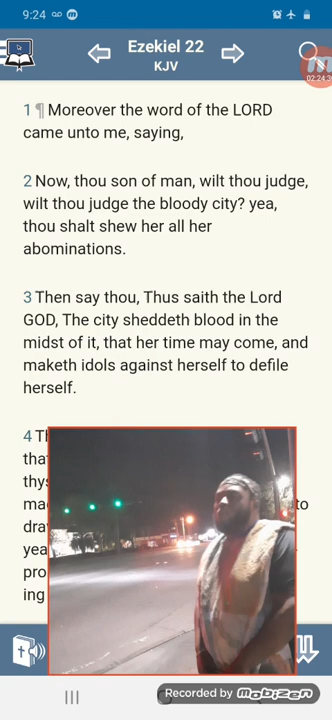 9:24
Ezekiel 22
KJV
02:24:3
1 ¶ Moreover the word of the LORD
came unto me, saying,
2 Now, thou son of man, wilt thou judge,
wilt thou judge the bloody city? yea,
thou shalt shew her all her
abominations.
3 Then say thou, Thus saith the Lord
GOD, The city sheddeth blood in the
midst of it, that her time may come, and
maketh idols against herself to defile
herself.
4
tha
thys
ma to
dra
yea
pro
ing
Recorded by mobizen